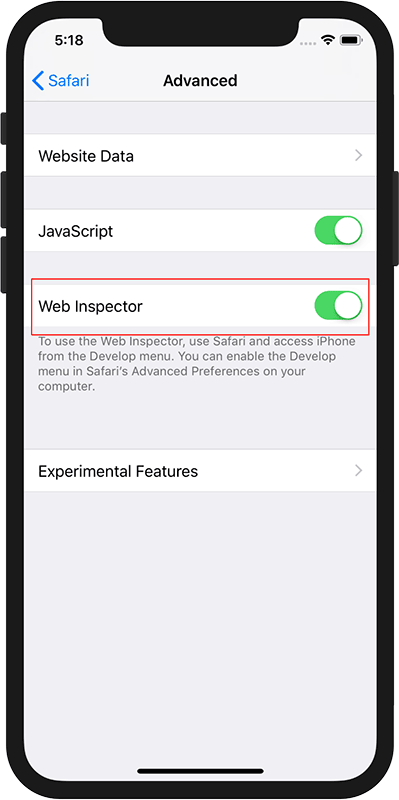 5:18
Safari
Advanced
Website Data
JavaScript
Web Inspector
To use the Web Inspector, use Safari and access iPhone
from the Develop menu. You can enable the Develop
menu in Safari's Advanced Preferences on your
computer.
Experimental Features